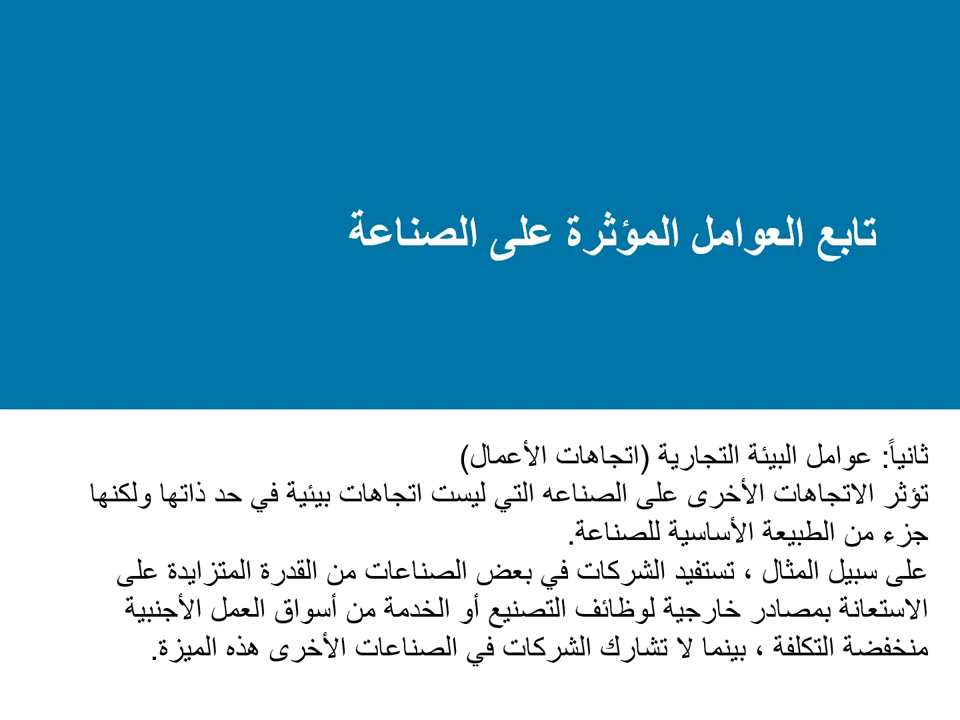 تابع العوامل المؤثرة على الصناعة
ثانياً: عوامل البيئة التجارية (اتجاهات الأعمال)
تؤثر الاتجاهات الأخرى على الصناعه التي ليست اتجاهات بيئية في حد ذاتها ولكنها
جزء من الطبيعة الأساسية للصناعة.
على سبيل المثال ، تستفيد الشركات في بعض الصناعات من القدرة المتزايدة على
الاستعانة بمصادر خارجية لوظائف التصنيع أو الخدمة من أسواق العمل الأجنبية
منخفضة التكلفة ، بينما لا تشارك الشركات في الصناعات الأخرى هذه الميزة.